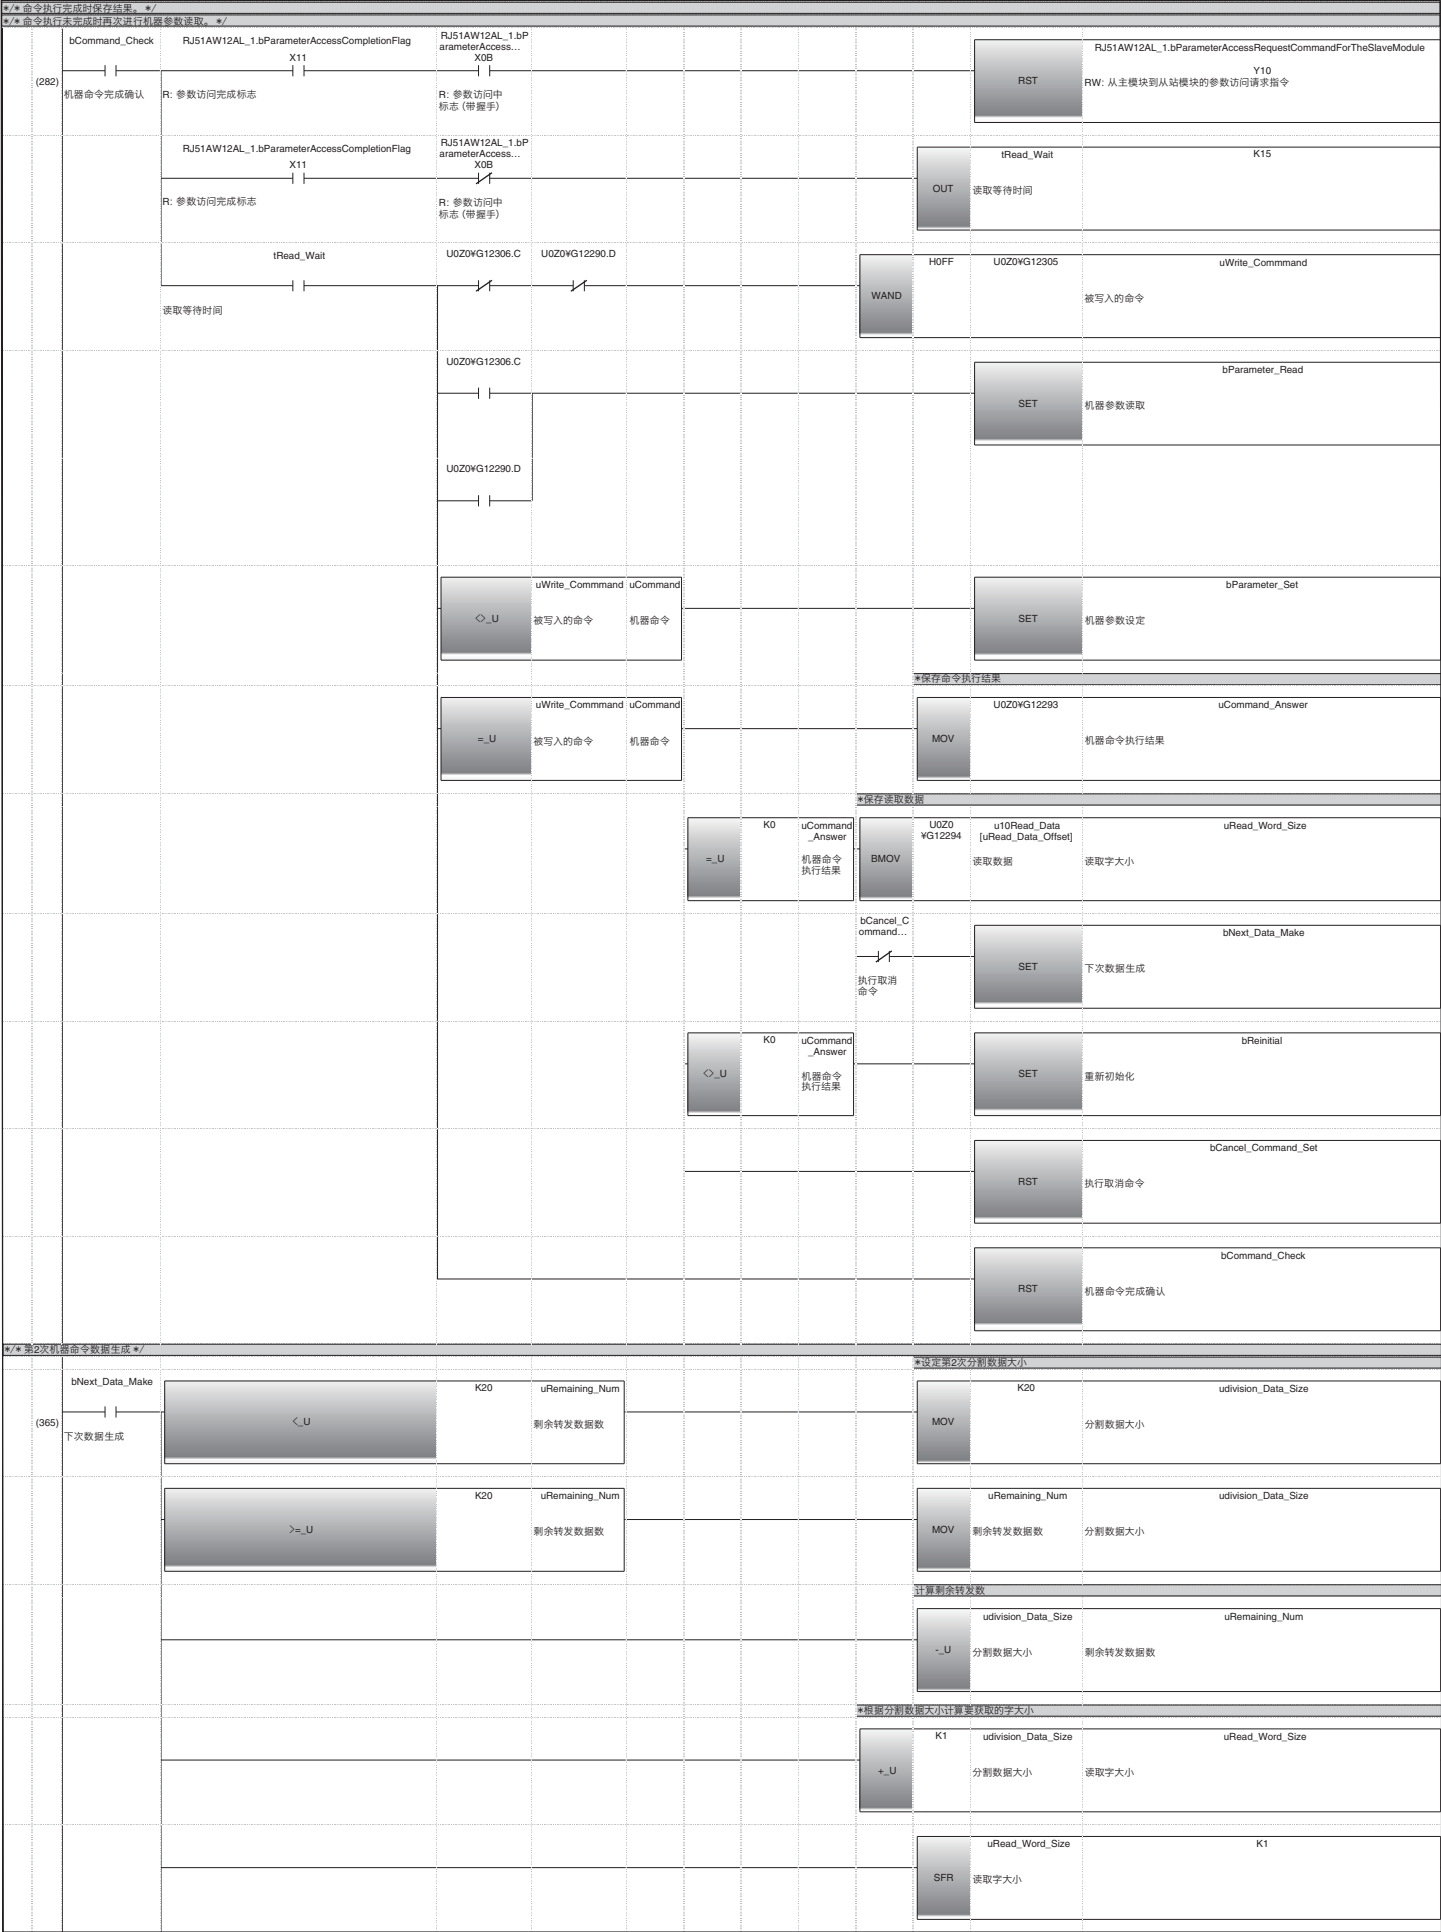 */* 命令执行完成时保存结果。 */
*/* 命令执行未完成时再次进行机器参数读取。 */
bCommand_Check
RJ51AW12AL_1.bParameterAccessCompletionFlag
X11
RJ51AW12AL_1.bP
arameterAccess...
X0B
RJ51AW12AL_1.bParameterAccessRequestCommandForTheSlaveModule
Y10
(282)
RST
RW: 从主模块到从站模块的参数访问请求指令
机器命令完成确认
R: 参数访问完成标志
R: 参数访问中
标志 (带握手)
RJ51AW12AL_1.bParameterAccessCompletionFlag
X11
RJ51AW12AL_1.bP
arameterAccess...
X0B
tRead_Wait
K15
OUT
读取等待时间
R: 参数访问完成标志
R: 参数访问中
标志 (带握手)
tRead_Wait
U0Z0¥G12306.C
U0Z0¥G12290.D
H0FF
U0Z0¥G12305
uWrite_Commmand
WAND
被写入的命令
读取等待时间
U0Z0¥G12306.C
bParameter_Read
SET
机器参数读取
U0Z0¥G12290.D
uWrite_Commmand
uCommand
bParameter_Set
<>_U
被写入的命令
机器命令
SET
机器参数设定
*保存命令执行结果
uWrite_Commmand
uCommand
U0Z0¥G12293
uCommand_Answer
=_U
被写入的命令
机器命令
MOV
机器命令执行结果
*保存读取数据
K0
uCommand
_Answer
U0Z0
¥G12294
u10Read_Data
[uRead_Data_Offset]
uRead_Word_Size
=_U
机器命令
执行结果
BMOV
读取数据
读取字大小
bCancel_C
ommand...
bNext_Data_Make
SET
下次数据生成
执行取消
命令
K0
uCommand
_Answer
bReinitial
<>_U
机器命令
执行结果
SET
重新初始化
bCancel_Command_Set
RST
执行取消命令
bCommand_Check
RST
机器命令完成确认
*/* 第2次机器命令数据生成 */
*设定第2次分割数据大小
bNext_Data_Make
K20
uRemaining_Num
K20
udivision_Data_Size
(365)
<_U
剩余转发数据数
MOV
分割数据大小
下次数据生成
K20
uRemaining_Num
uRemaining_Num
udivision_Data_Size
>=_U
剩余转发数据数
MOV
剩余转发数据数
分割数据大小
计算剩余转发数
udivision_Data_Size
uRemaining_Num
-_U
分割数据大小
剩余转发数据数
*根据分割数据大小计算要获取的字大小
K1
udivision_Data_Size
uRead_Word_Size
+_U
分割数据大小
读取字大小
uRead_Word_Size
K1
SFR
读取字大小